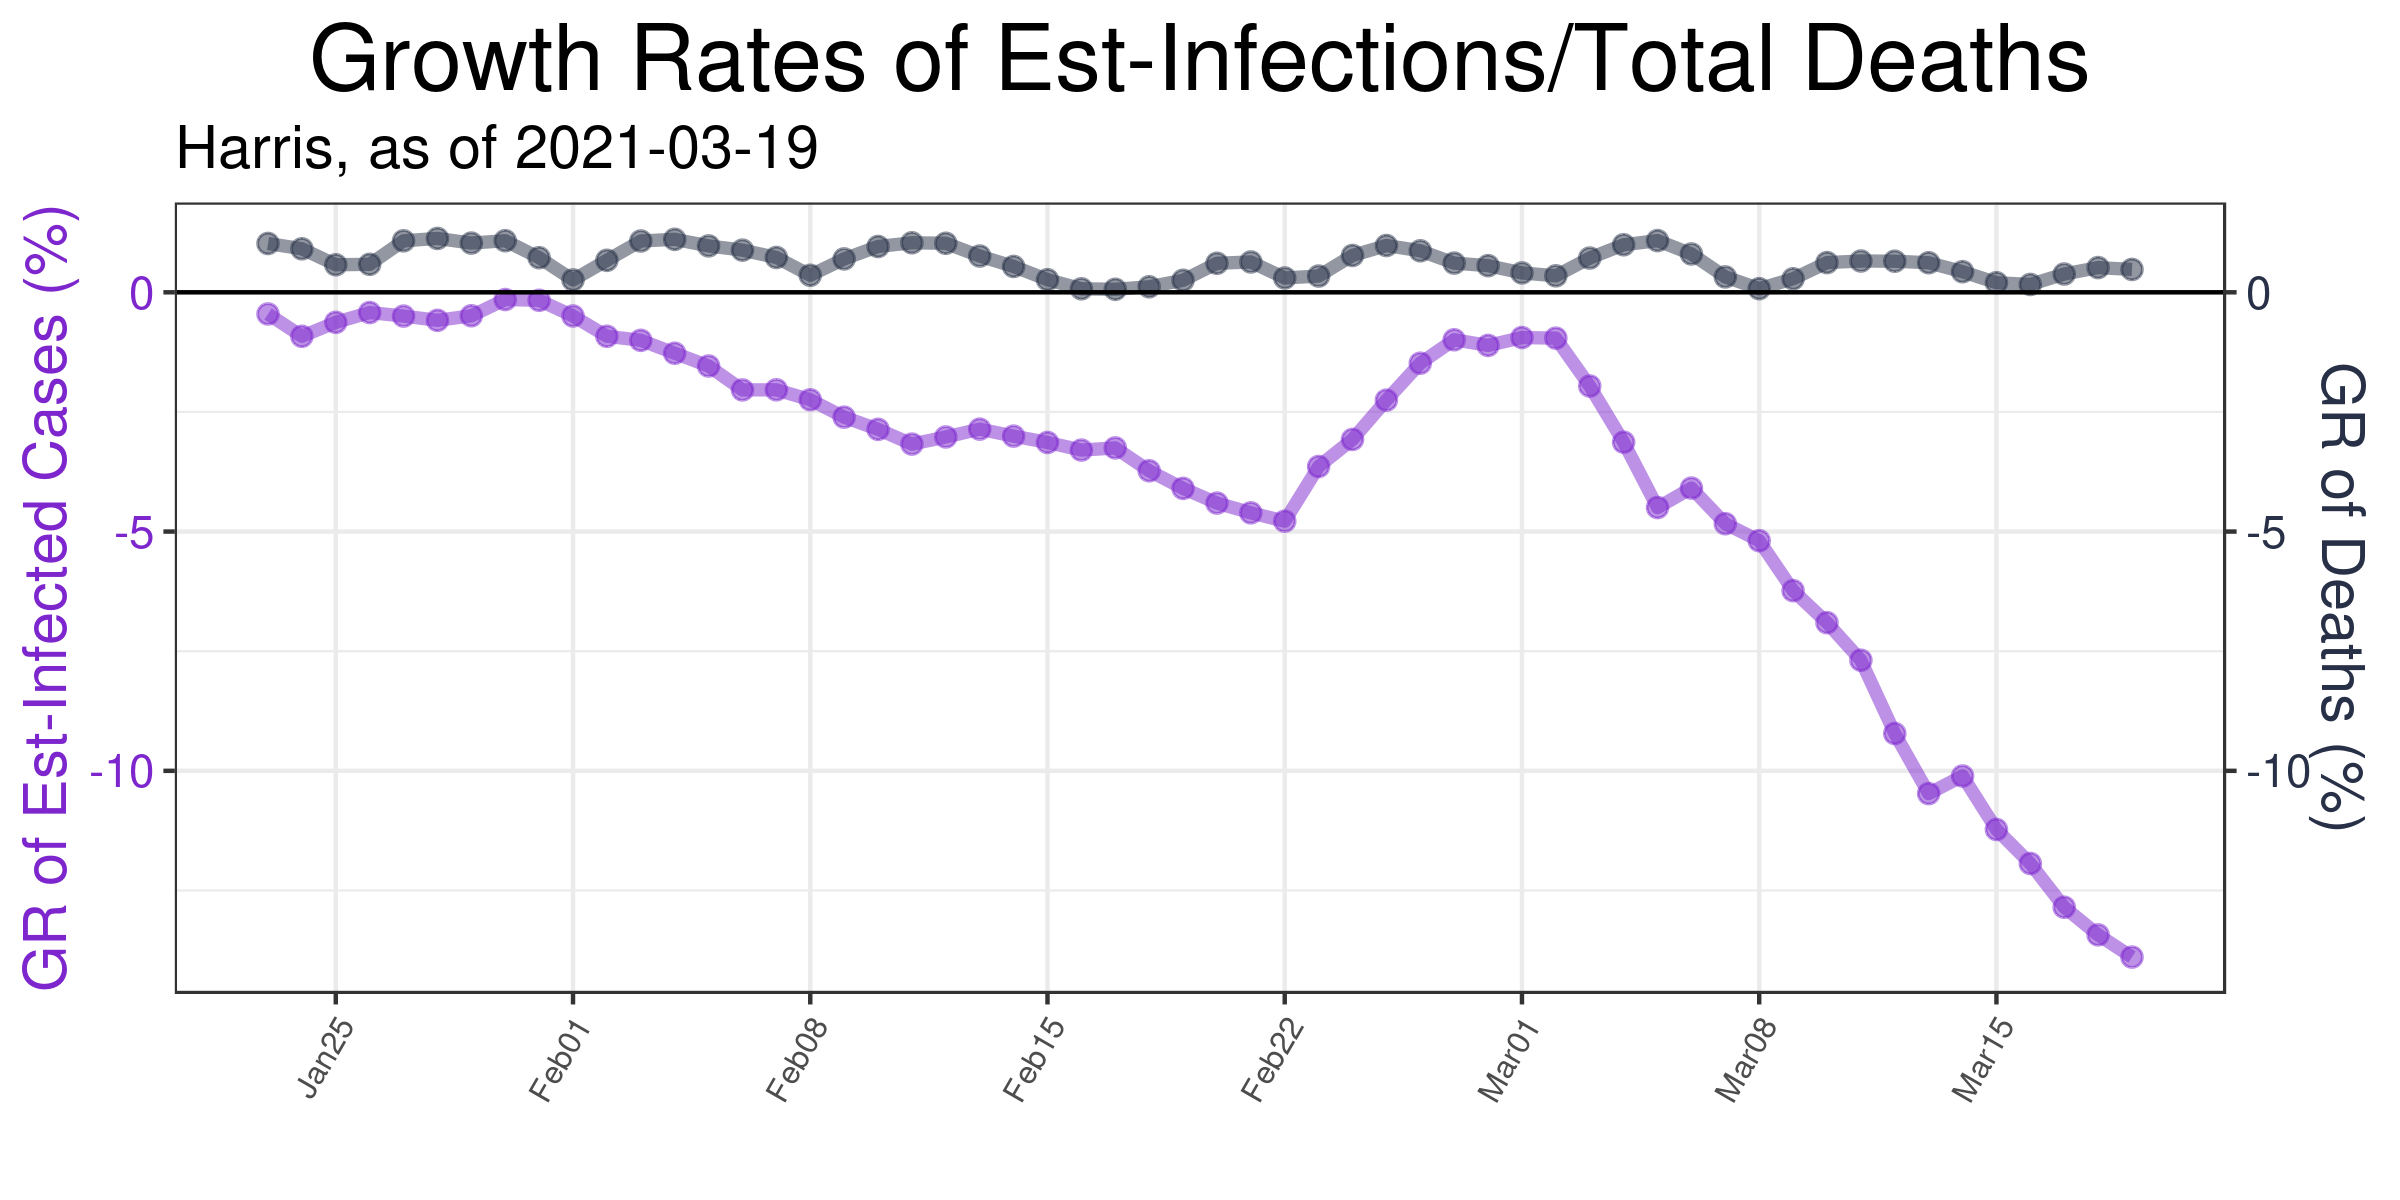 Growth Rates of Est-Infections/Total Deaths
Harris, as of 2021-03-19
GR of Est-Infected Cases (%)
0
-5
-10
0
-5
-10
GR of Deaths (%)
Jan25
Feb01
Feb08
Feb15
Feb22
Mar01
Mar08
Mar15